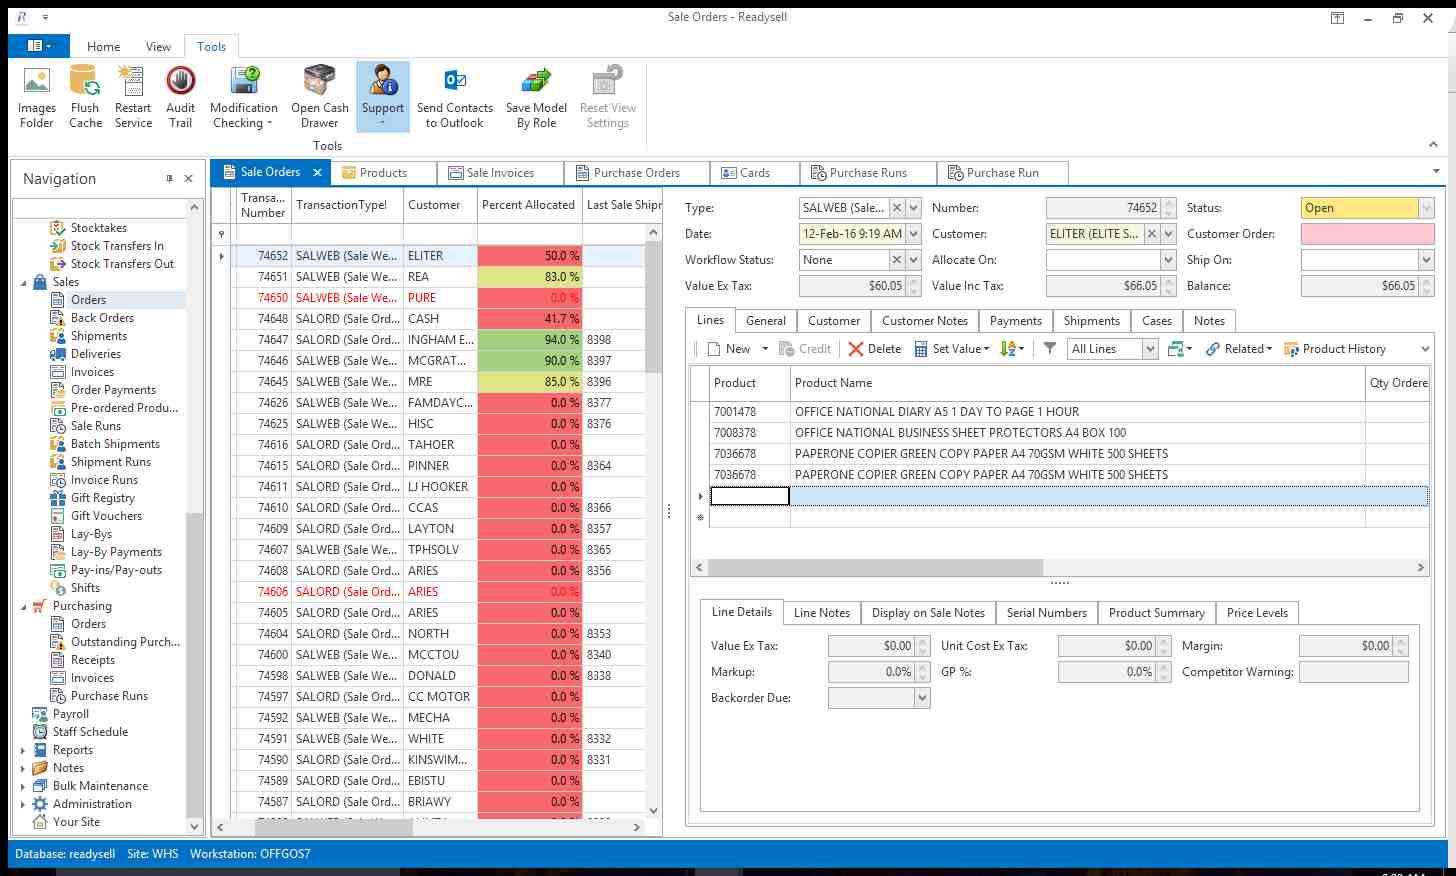 Sale Orders - Readysell
Home View Tools
Images Folder
Flush Cache
Restart Service
Audit Trail
Modification Checking
Open Cash Drawer
Support
Send Contacts to Outlook
Save Model By Role
Reset View Settings
Tools
Navigation
Stocktakes
Stock Transfers In
Stock Transfers Out
Sales
Orders
Back Orders
Shipments
Deliveries
Invoices
Order Payments
Pre-ordered Produ...
Sale Runs
Batch Shipments
Shipment Runs
Invoice Runs
Gift Registry
Gift Vouchers
Lay-Bys
Lay-By Payments
Pay-ins/Pay-outs
Shifts
Purchasing
Orders
Outstanding Purch...
Receipts
Invoices
Purchase Runs
Payroll
Staff Schedule
Reports
Notes
Bulk Maintenance
Administration
Your Site
Sale Orders Products Sale Invoices Purchase Orders Cards Purchase Runs Purchase Run
Transa... Number TransactionType! Customer Percent Allocated Last Sale Shipr
74652 SALWEB (Sale We... ELITER 50.0 %
74651 SALWEB (Sale We... REA 83.0 %
74650 SALWEB (Sale We... PURE 0.0 %
74648 SALORD (Sale Ord... CASH 41.7 %
74647 SALORD (Sale Ord... INGHAM E... 94.0 % 8398
74646 SALWEB (Sale We... MCGRAT... 90.0 % 8397
74645 SALWEB (Sale We... MRE 85.0 % 8396
74626 SALWEB (Sale We... FAMDAYC... 0.0 % 8377
74625 SALWEB (Sale We... HISC 0.0 % 8376
74616 SALORD (Sale Ord... TAHOER 0.0 %
74615 SALORD (Sale Ord... PINNER 0.0 % 8364
74611 SALORD (Sale Ord... LJ HOOKER 0.0 %
74610 SALORD (Sale Ord... CCAS 0.0 % 8366
74609 SALORD (Sale Ord... LAYTON 0.0 % 8357
74607 SALWEB (Sale We... TPHSOLV 0.0 % 8365
74608 SALORD (Sale Ord... ARIES 0.0 % 8356
74606 SALORD (Sale Ord... ARIES 0.0 %
74605 SALORD (Sale Ord... ARIES 0.0 %
74604 SALORD (Sale Ord... NORTH 0.0 % 8353
74600 SALWEB (Sale We... MCCTOU 0.0 % 8340
74598 SALWEB (Sale We... DONALD 0.0 % 8338
74597 SALORD (Sale Ord... CC MOTOR 0.0 %
74592 SALWEB (Sale We... MECHA 0.0 %
74591 SALWEB (Sale We... WHITE 0.0 % 8332
74590 SALORD (Sale Ord... KINSWIM... 0.0 % 8331
74589 SALORD (Sale Ord... EBISTU 0.0 %
74587 SALORD (Sale Ord... BRIAWY 0.0 %
Type: SALWEB (Sale... Number: 74652 Status: Open
Date: 12-Feb-16 9:19 AM Customer: ELITER (ELITE S... Customer Order:
Workflow Status: None Allocate On: Ship On:
Value Ex Tax: $60.05 Value Inc Tax: $66.05 Balance: $66.05
Lines General Customer Customer Notes Payments Shipments Cases Notes
New Credit Delete Set Value All Lines Related Product History
Product Product Name Qty Ordere
7001478 OFFICE NATIONAL DIARY A5 1 DAY TO PAGE 1 HOUR
7008378 OFFICE NATIONAL BUSINESS SHEET PROTECTORS A4 BOX 100
7036678 PAPERONE COPIER GREEN COPY PAPER A4 70GSM WHITE 500 SHEETS
7036678 PAPERONE COPIER GREEN COPY PAPER A4 70GSM WHITE 500 SHEETS
Line Details Line Notes Display on Sale Notes Serial Numbers Product Summary Price Levels
Value Ex Tax: $0.00 Unit Cost Ex Tax: $0.00 Margin: $0.00
Markup: 0.0% GP %: 0.0% Competitor Warning:
Backorder Due:
Database: readysell Site: WHS Workstation: OFFGOS7